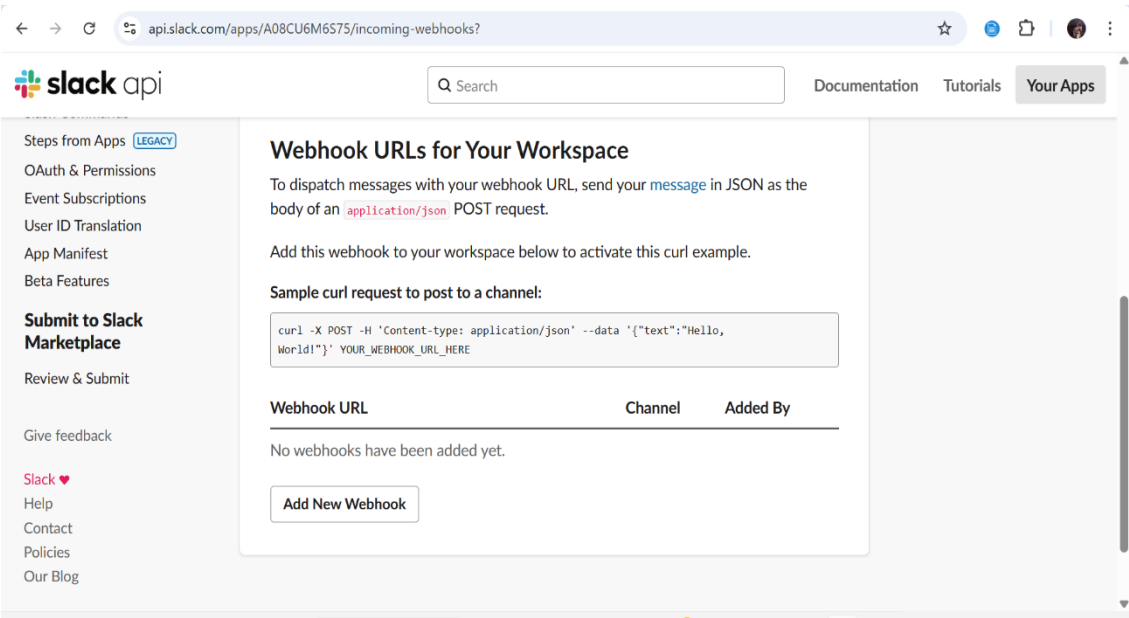 api.slack.com/apps/A08CU6M6S75/incoming-webhooks?
slack api
Search
Documentation
Tutorials
Your Apps
Steps from Apps LEGACY
OAuth & Permissions
Event Subscriptions
User ID Translation
App Manifest
Beta Features
Submit to Slack
Marketplace
Review & Submit
Give feedback
Slack ♥
Help
Contact
Policies
Our Blog
Webhook URLs for Your Workspace
To dispatch messages with your webhook URL, send your message in JSON as the
body of an application/json POST request.
Add this webhook to your workspace below to activate this curl example.
Sample curl request to post to a channel:
curl -X POST -H 'Content-type: application/json' --data '{"text":"Hello,
World!"}' YOUR_WEBHOOK_URL_HERE
Webhook URL Channel Added By
No webhooks have been added yet.
Add New Webhook